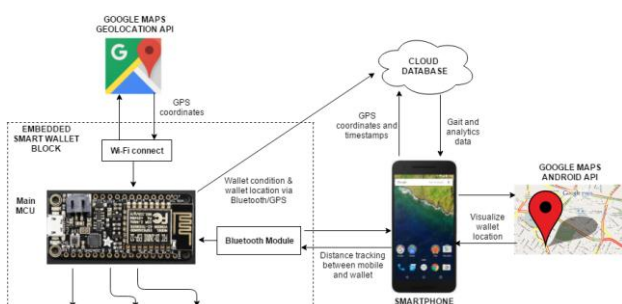 GOOGLE MAPS
GEOLOCATION API
G
GPS
coordinates
EMBEDDED
SMART WALLET
BLOCK
Wi-Fi connect
Main
MCU
Wallet condition &
wallet location via
Bluetooth/GPS
Bluetooth Module
CLOUD
DATABASE
GPS
coordinates and
timestamps
Gait and
analytics
data
Distance tracking
between mobile
and wallet
SMARTPHONE
GOOGLE MAPS
ANDROID API
Visualize
wallet
location